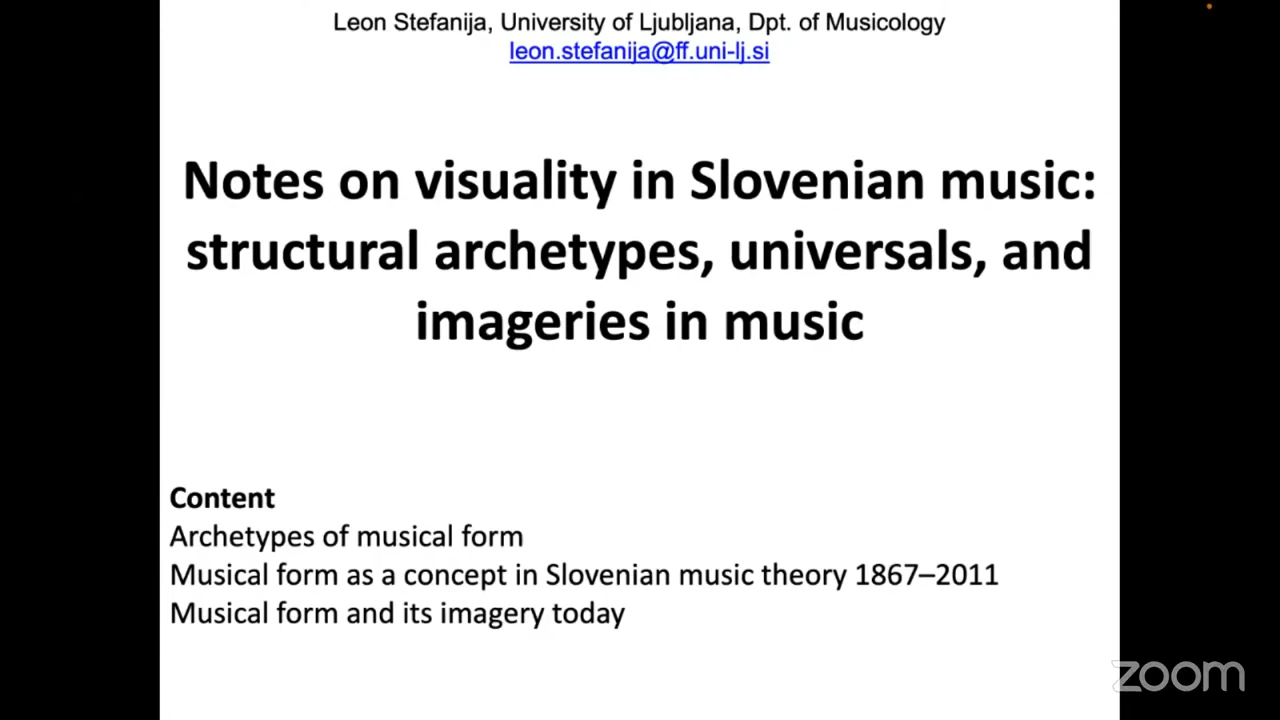 Leon Stefanija, University of Ljubljana, Dpt. of Musicology
leon.stefanija@ff.uni-lj.si
Notes on visuality in Slovenian music:
structural archetypes, universals, and
imageries in music
Content
Archetypes of musical form
Musical form as a concept in Slovenian music theory 1867–2011
Musical form and its imagery today
zoom